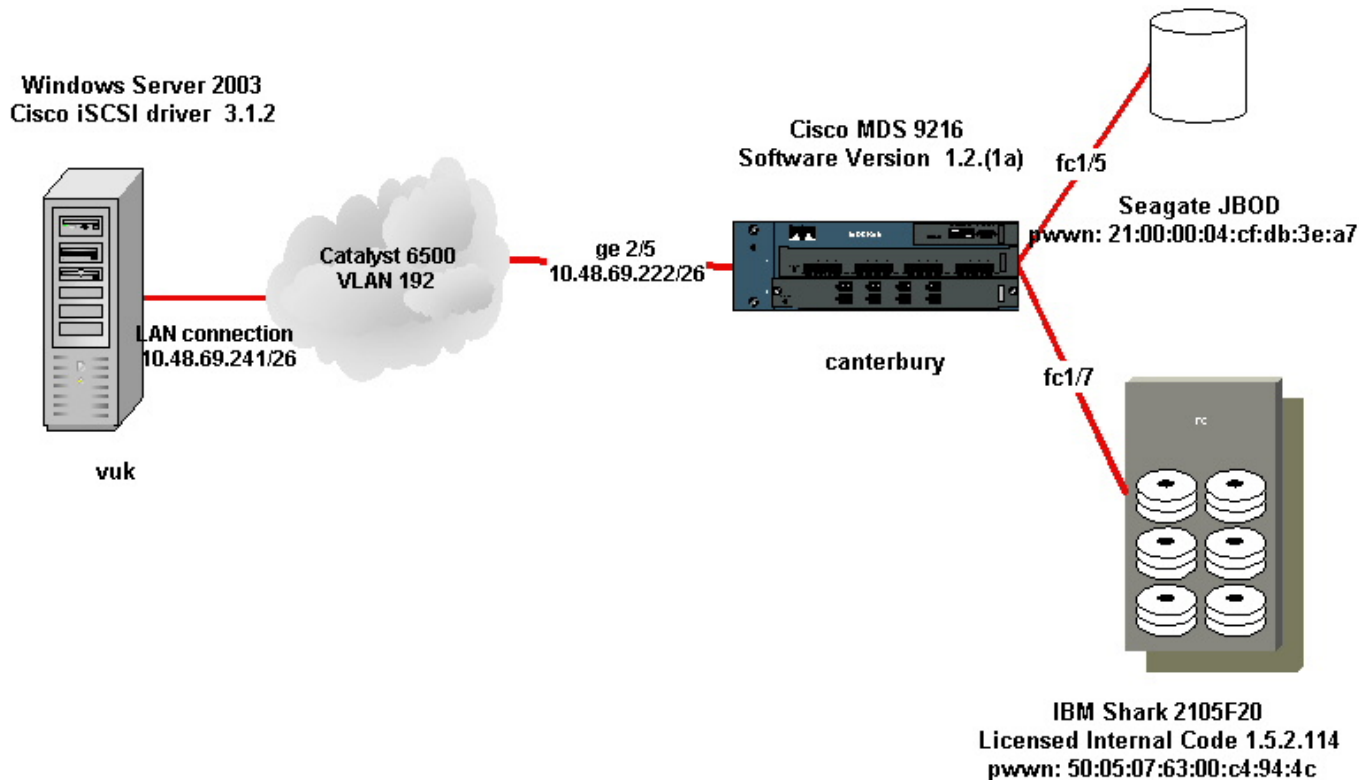 Windows Server 2003
Cisco iSCSI driver 3.1.2
Cisco MDS 9216
Software Version 1.2.(1a)
fc1/5
Seagate JBOD
pwwn: 21:00:00:04:cf:db:3e:a7
Catalyst 6500
VLAN 192
ge 2/5
10.48.69.222/26
LAN connection
10.48.69.241/26
canterbury
fc1/7
vuk
IBM Shark 2105F20
Licensed Internal Code 1.5.2.114
pwwn: 50:05:07:63:00:c4:94:4c